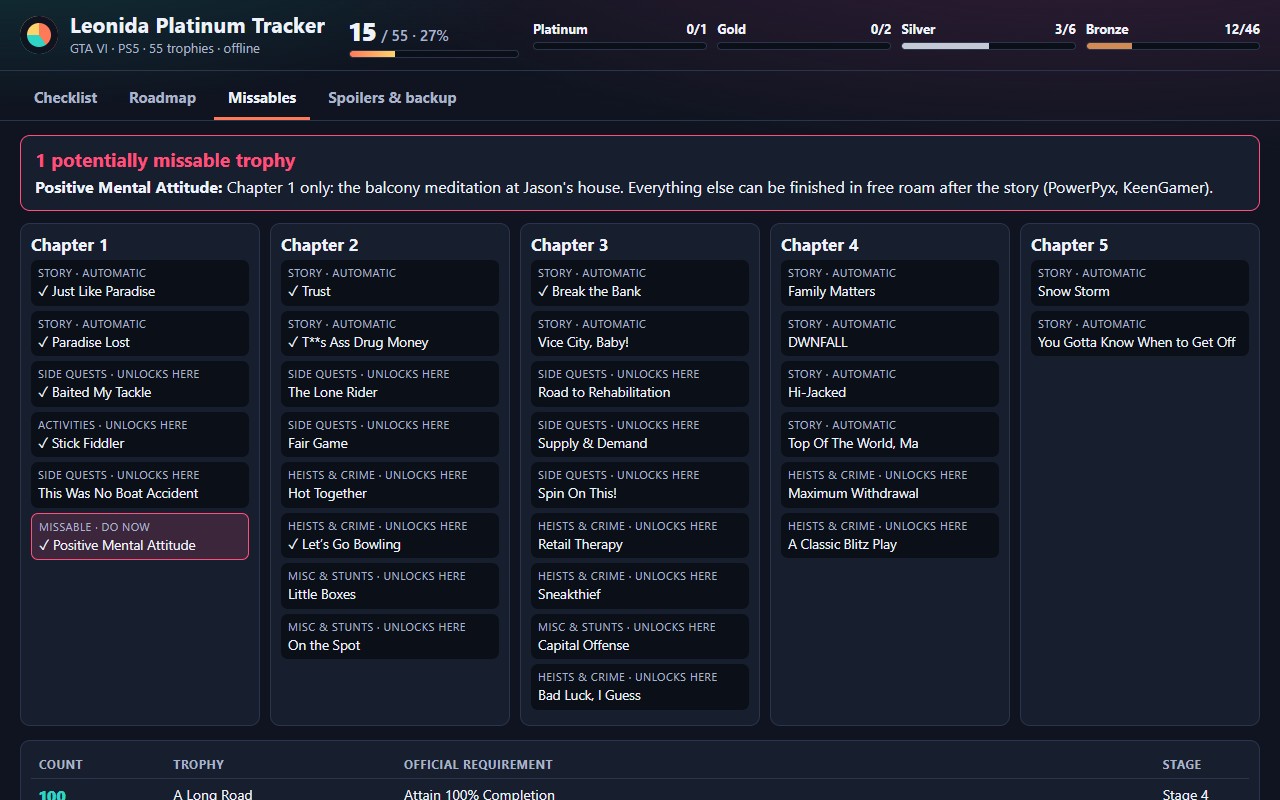 Leonida Platinum Tracker
GTA VI · PS5 · 55 trophies · offline
15 / 55 · 27%
Platinum 0/1
Gold 0/2
Silver 3/6
Bronze 12/46
Checklist
Roadmap
Missables
Spoilers & backup
1 potentially missable trophy
Positive Mental Attitude: Chapter 1 only: the balcony meditation at Jason's house. Everything else can be finished in free roam after the story (PowerPyx, KeenGamer).
Chapter 1
STORY · AUTOMATIC
✓ Just Like Paradise
STORY · AUTOMATIC
✓ Paradise Lost
SIDE QUESTS · UNLOCKS HERE
✓ Baited My Tackle
ACTIVITIES · UNLOCKS HERE
✓ Stick Fiddler
SIDE QUESTS · UNLOCKS HERE
This Was No Boat Accident
MISSABLE · DO NOW
✓ Positive Mental Attitude
Chapter 2
STORY · AUTOMATIC
✓ Trust
STORY · AUTOMATIC
✓ T**s Ass Drug Money
SIDE QUESTS · UNLOCKS HERE
The Lone Rider
SIDE QUESTS · UNLOCKS HERE
Fair Game
HEISTS & CRIME · UNLOCKS HERE
Hot Together
HEISTS & CRIME · UNLOCKS HERE
✓ Let's Go Bowling
MISC & STUNTS · UNLOCKS HERE
Little Boxes
MISC & STUNTS · UNLOCKS HERE
On the Spot
Chapter 3
STORY · AUTOMATIC
✓ Break the Bank
STORY · AUTOMATIC
Vice City, Baby!
SIDE QUESTS · UNLOCKS HERE
Road to Rehabilitation
SIDE QUESTS · UNLOCKS HERE
Supply & Demand
SIDE QUESTS · UNLOCKS HERE
Spin On This!
HEISTS & CRIME · UNLOCKS HERE
Retail Therapy
HEISTS & CRIME · UNLOCKS HERE
Sneakthief
MISC & STUNTS · UNLOCKS HERE
Capital Offense
HEISTS & CRIME · UNLOCKS HERE
Bad Luck, I Guess
Chapter 4
STORY · AUTOMATIC
Family Matters
STORY · AUTOMATIC
DWNFALL
STORY · AUTOMATIC
Hi-Jacked
STORY · AUTOMATIC
Top Of The World, Ma
HEISTS & CRIME · UNLOCKS HERE
Maximum Withdrawal
HEISTS & CRIME · UNLOCKS HERE
A Classic Blitz Play
Chapter 5
STORY · AUTOMATIC
Snow Storm
STORY · AUTOMATIC
You Gotta Know When to Get Off
COUNT TROPHY OFFICIAL REQUIREMENT STAGE
100 A Long Road Attain 100% Completion Stage 4